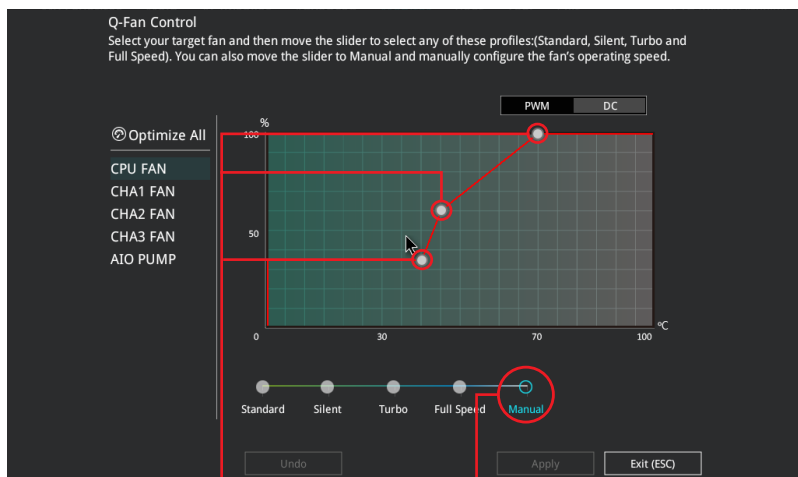 Q-Fan Control
Select your target fan and then move the slider to select any of these profiles:(Standard, Silent, Turbo and
Full Speed). You can also move the slider to Manual and manually configure the fan's operating speed.
PWM DC
%
Optimize All
100
CPU FAN
CHA1 FAN
CHA2 FAN
CHA3 FAN
50
AIO PUMP
°C
0 30 70 100
Standard Silent Turbo Full Speed Manual
Undo Apply Exit (ESC)